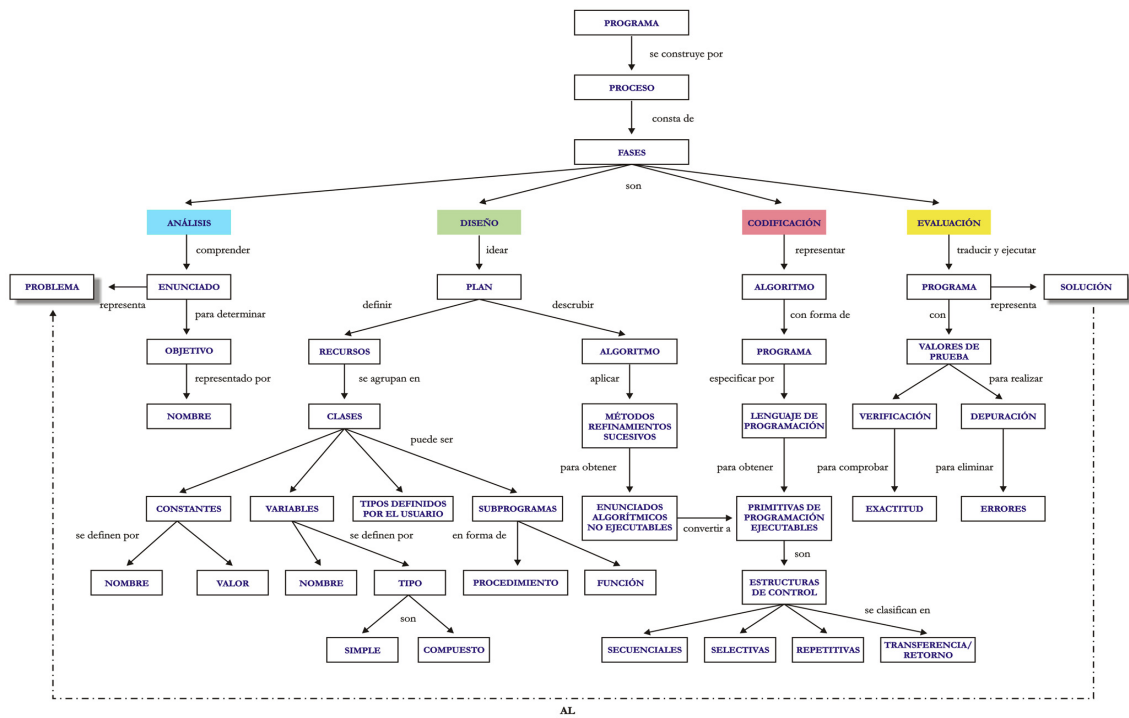 PROGRAMA
se construye por
PROCESO
consta de
FASES
son
ANÁLISIS
DISEÑO
CODIFICACIÓN
EVALUACIÓN
comprender
idear
representar
traducir y ejecutar
PROBLEMA
ENUNCIADO
PLAN
ALGORITMO
PROGRAMA
SOLUCIÓN
representa
representa
para determinar
definir
descrubir
con forma de
con
OBJETIVO
RECURSOS
ALGORITMO
PROGRAMA
VALORES DE
PRUEBA
representado por
se agrupan en
aplicar
especificar por
para realizar
NOMBRE
CLASES
MÉTODOS
REFINAMIENTOS
SUCESIVOS
LENGUAJE DE
PROGRAMACIÓN
VERIFICACIÓN
DEPURACIÓN
puede ser
para obtener
para obtener
para comprobar
para eliminar
CONSTANTES
VARIABLES
TIPOS DEFINIDOS
POR EL USUARIO
SUBPROGRAMAS
ENUNCIADOS
ALGORÍTMICOS
NO EJECUTABLES
convertir a
PRIMITIVAS DE
PROGRAMACIÓN
EJECUTABLES
EXACTITUD
ERRORES
se definen por
se definen por
en forma de
son
NOMBRE
VALOR
NOMBRE
TIPO
PROCEDIMIENTO
FUNCIÓN
ESTRUCTURAS
DE CONTROL
son
se clasifican en
SIMPLE
COMPUESTO
SECUENCIALES
SELECTIVAS
REPETITIVAS
TRANSFERENCIA/
RETORNO
AL